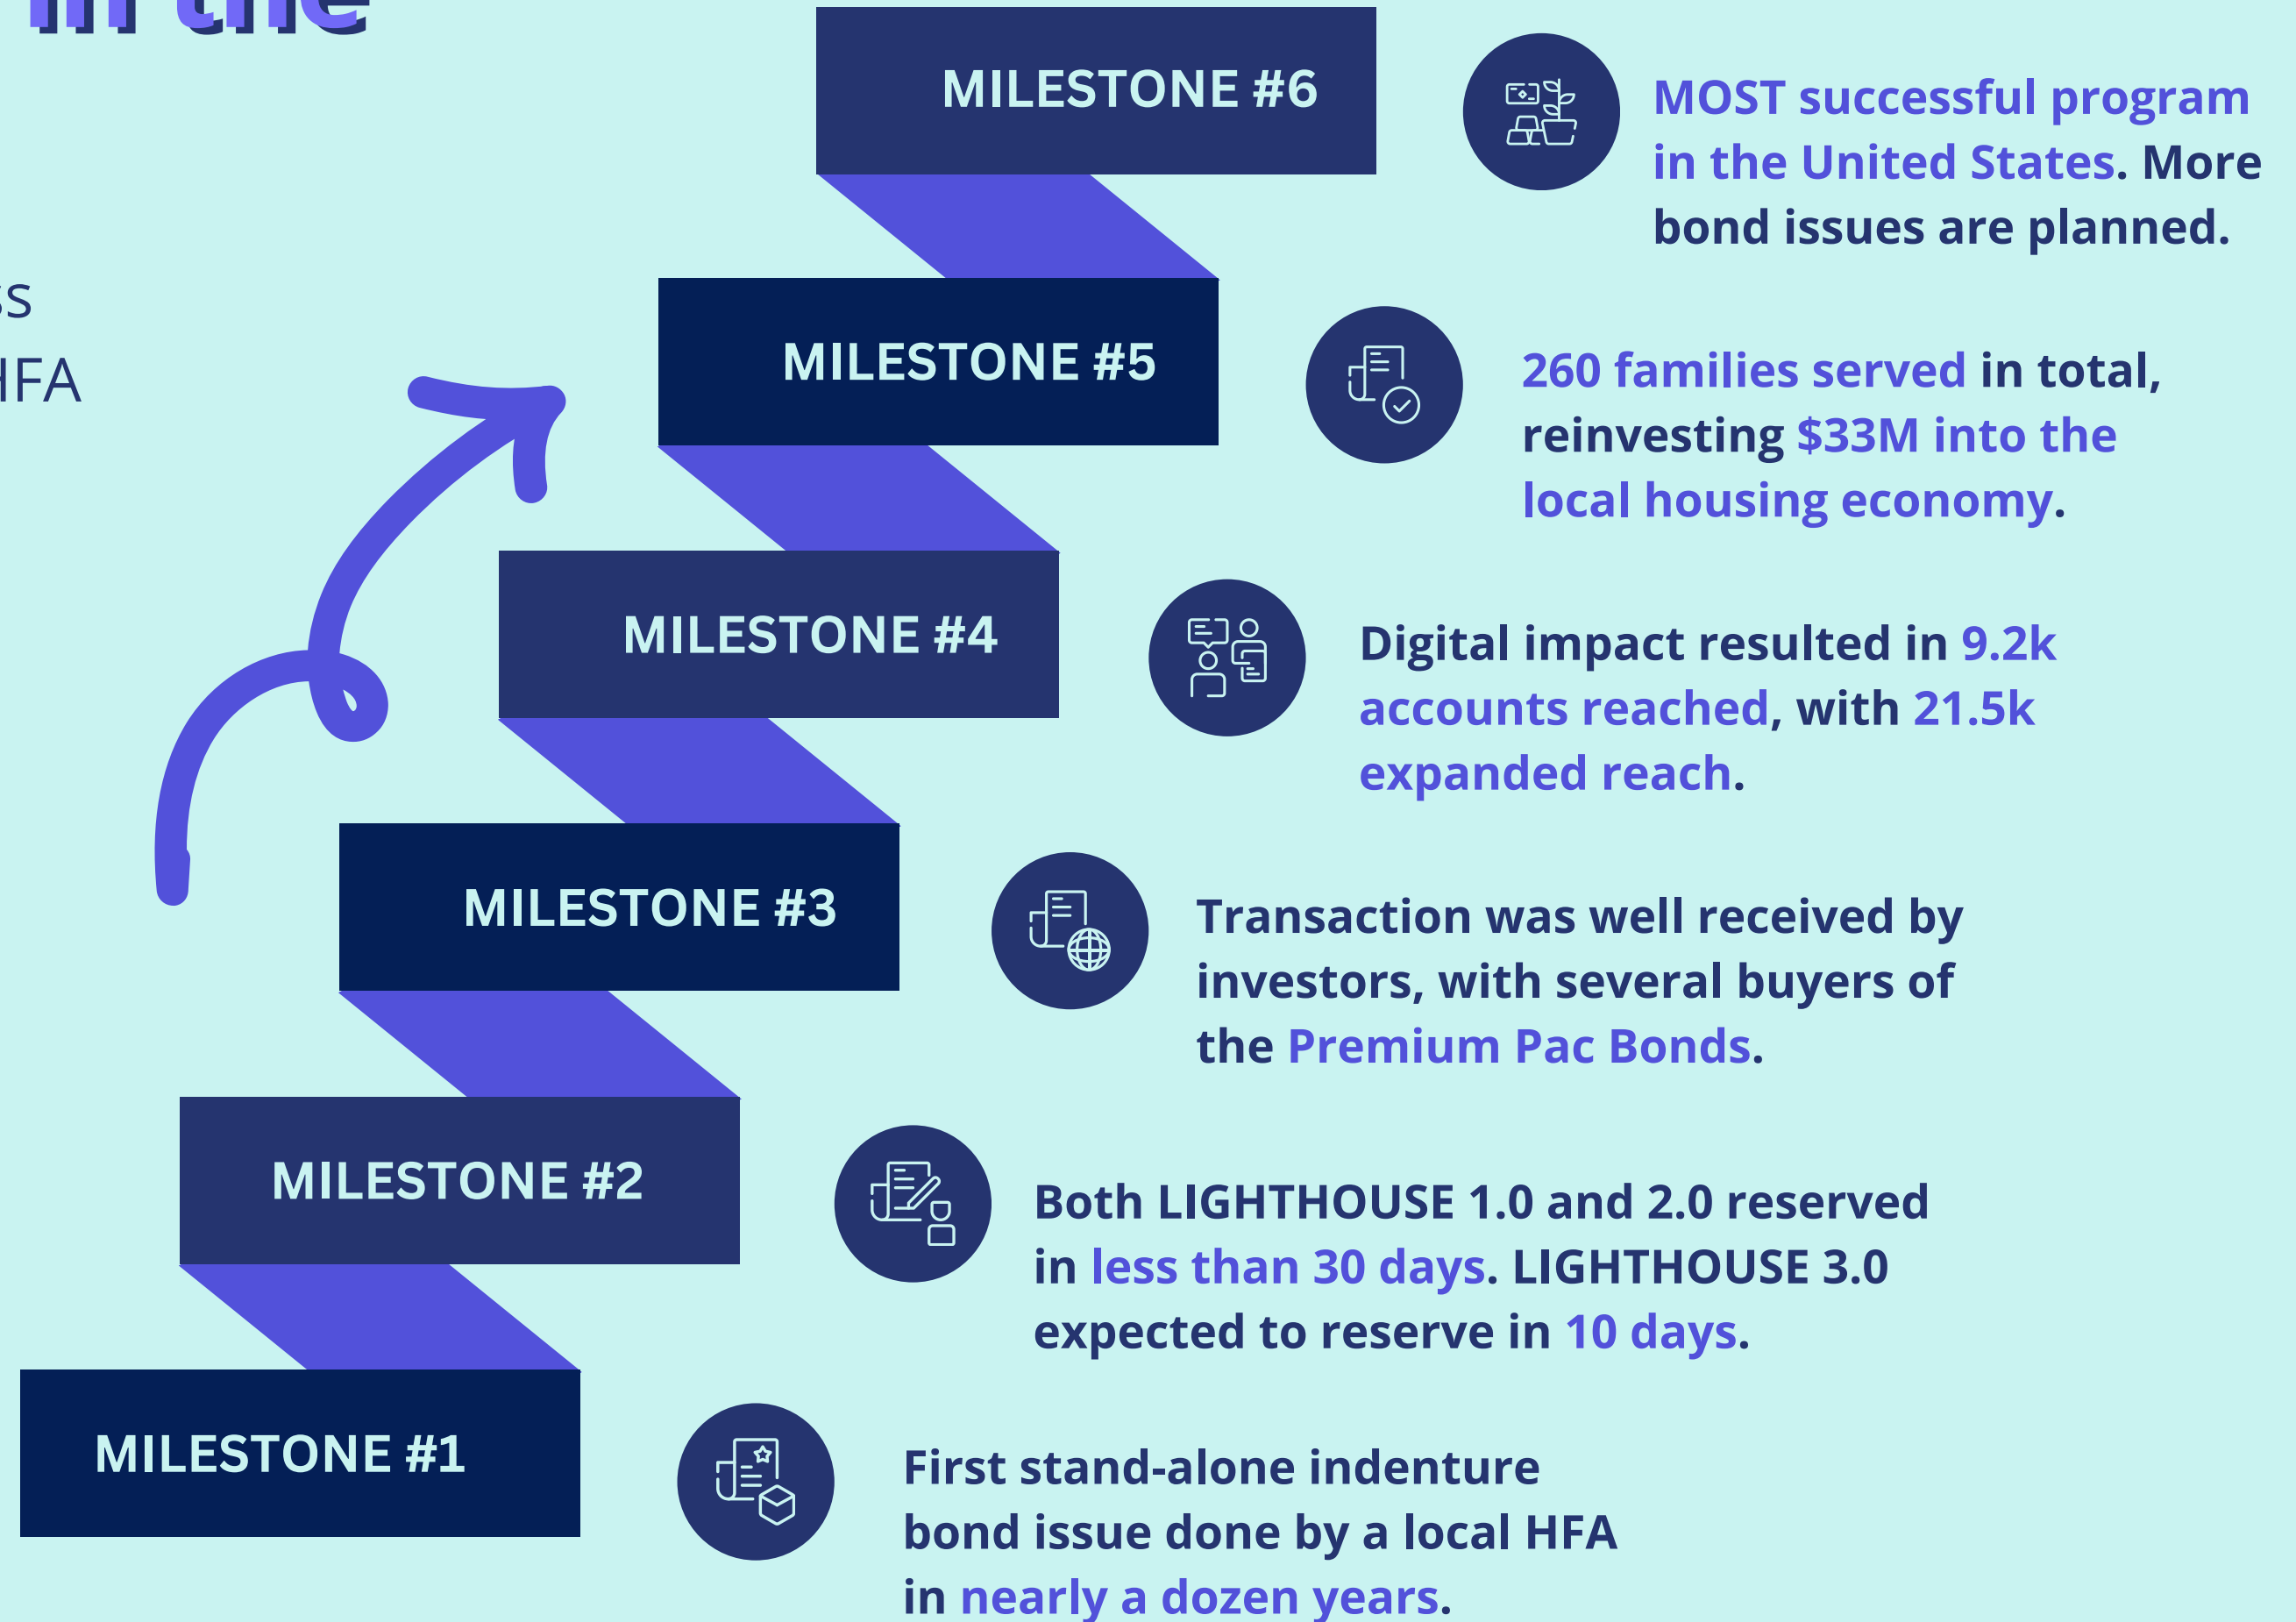 in the
ss
HFA
MILESTONE #6
MOST successful program
in the United States. More
bond issues are planned.
MILESTONE #5
260 families served in total,
reinvesting $33M into the
local housing economy.
MILESTONE #4
Digital impact resulted in 9.2k
accounts reached, with 21.5k
expanded reach.
MILESTONE #3
Transaction was well received by
investors, with several buyers of
the Premium Pac Bonds.
MILESTONE #2
Both LIGHTHOUSE 1.0 and 2.0 reserved
in less than 30 days. LIGHTHOUSE 3.0
expected to reserve in 10 days.
MILESTONE #1
First stand-alone indenture
bond issue done by a local HFA
in nearly a dozen years.